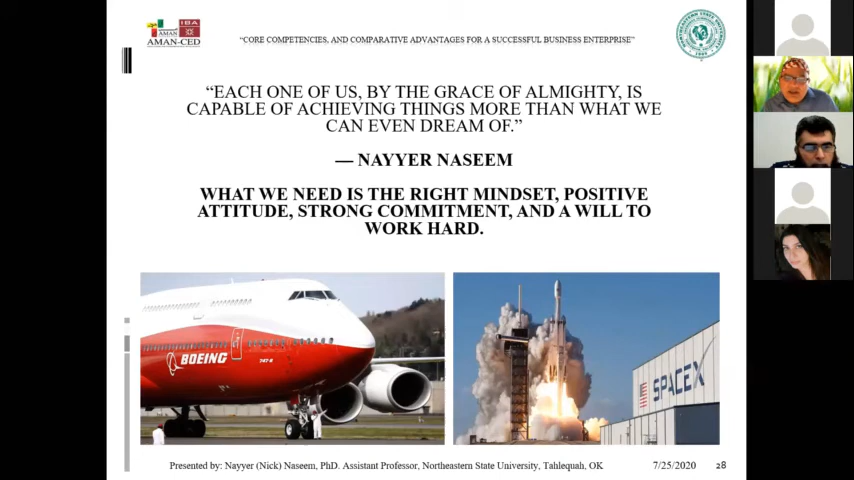 AMAN
IBA
AMAN-CED
“CORE COMPETENCIES, AND COMPARATIVE ADVANTAGES FOR A SUCCESSFUL BUSINESS ENTERPRISE”
“EACH ONE OF US, BY THE GRACE OF ALMIGHTY, IS
CAPABLE OF ACHIEVING THINGS MORE THAN WHAT WE
CAN EVEN DREAM OF.”
— NAYYER NASEEM
WHAT WE NEED IS THE RIGHT MINDSET, POSITIVE
ATTITUDE, STRONG COMMITMENT, AND A WILL TO
WORK HARD.
BOEING
747-8
SPACEX
Presented by: Nayyer (Nick) Naseem, PhD. Assistant Professor, Northeastern State University, Tahlequah, OK
7/25/2020
28